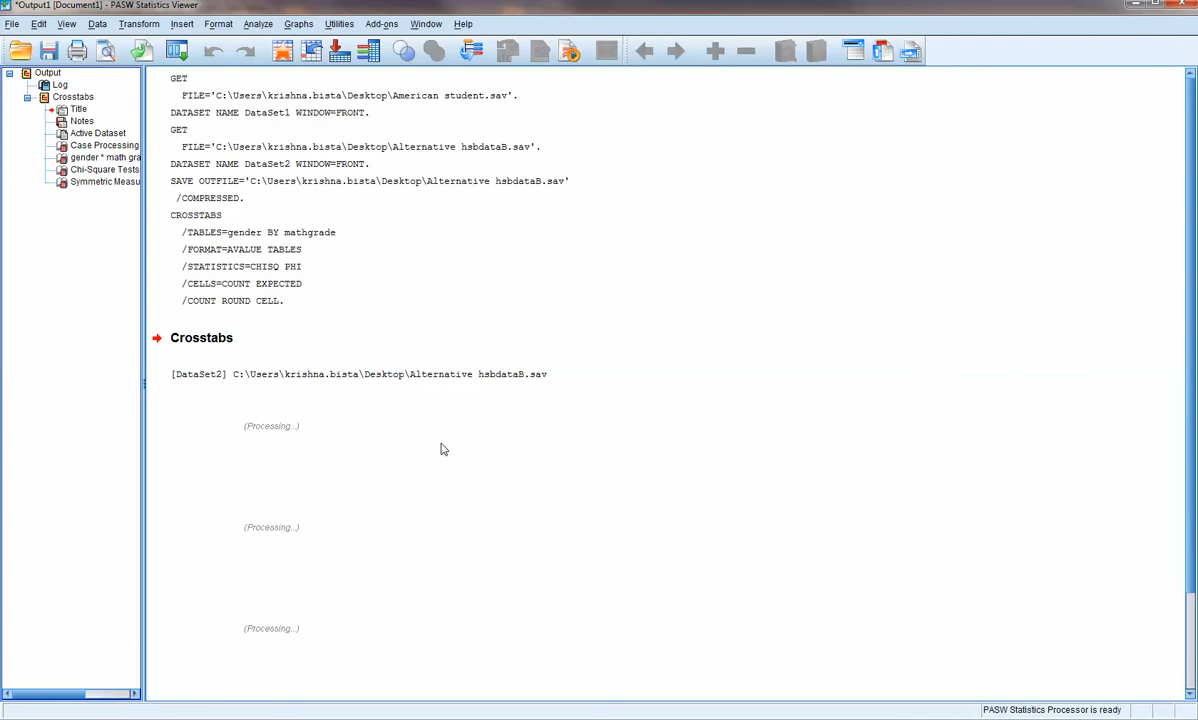 *Output1 [Document1] - PASW Statistics Viewer
File Edit View Data Transform Insert Format Analyze Graphs Utilities Add-ons Window Help
Output
Log
Crosstabs
Title
Notes
Active Dataset
Case Processing
gender * math gra
Chi-Square Tests
Symmetric Measu
GET
FILE='C:\Users\krishna.bista\Desktop\American student.sav'.
DATASET NAME DataSet1 WINDOW=FRONT.
GET
FILE='C:\Users\krishna.bista\Desktop\Alternative hsbdataB.sav'.
DATASET NAME DataSet2 WINDOW=FRONT.
SAVE OUTFILE='C:\Users\krishna.bista\Desktop\Alternative hsbdataB.sav'
/COMPRESSED.
CROSSTABS
/TABLES=gender BY mathgrade
/FORMAT=AVALUE TABLES
/STATISTICS=CHISQ PHI
/CELLS=COUNT EXPECTED
/COUNT ROUND CELL.
Crosstabs
[DataSet2] C:\Users\krishna.bista\Desktop\Alternative hsbdataB.sav
(Processing...)
(Processing...)
(Processing...)
PASW Statistics Processor is ready